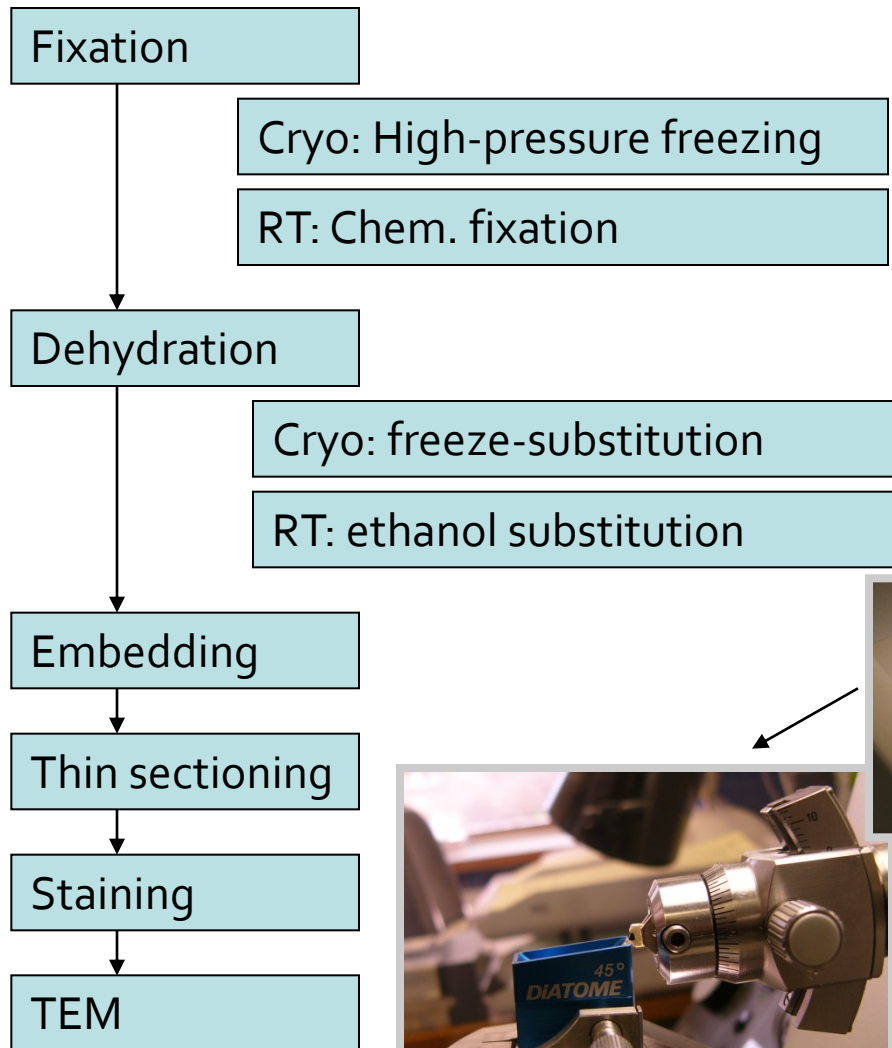 Fixation
Cryo: High-pressure freezing
RT: Chem. fixation
Dehydration
Cryo: freeze-substitution
RT: ethanol substitution
Embedding
Thin sectioning
Staining
TEM
10
45°
DiATOME